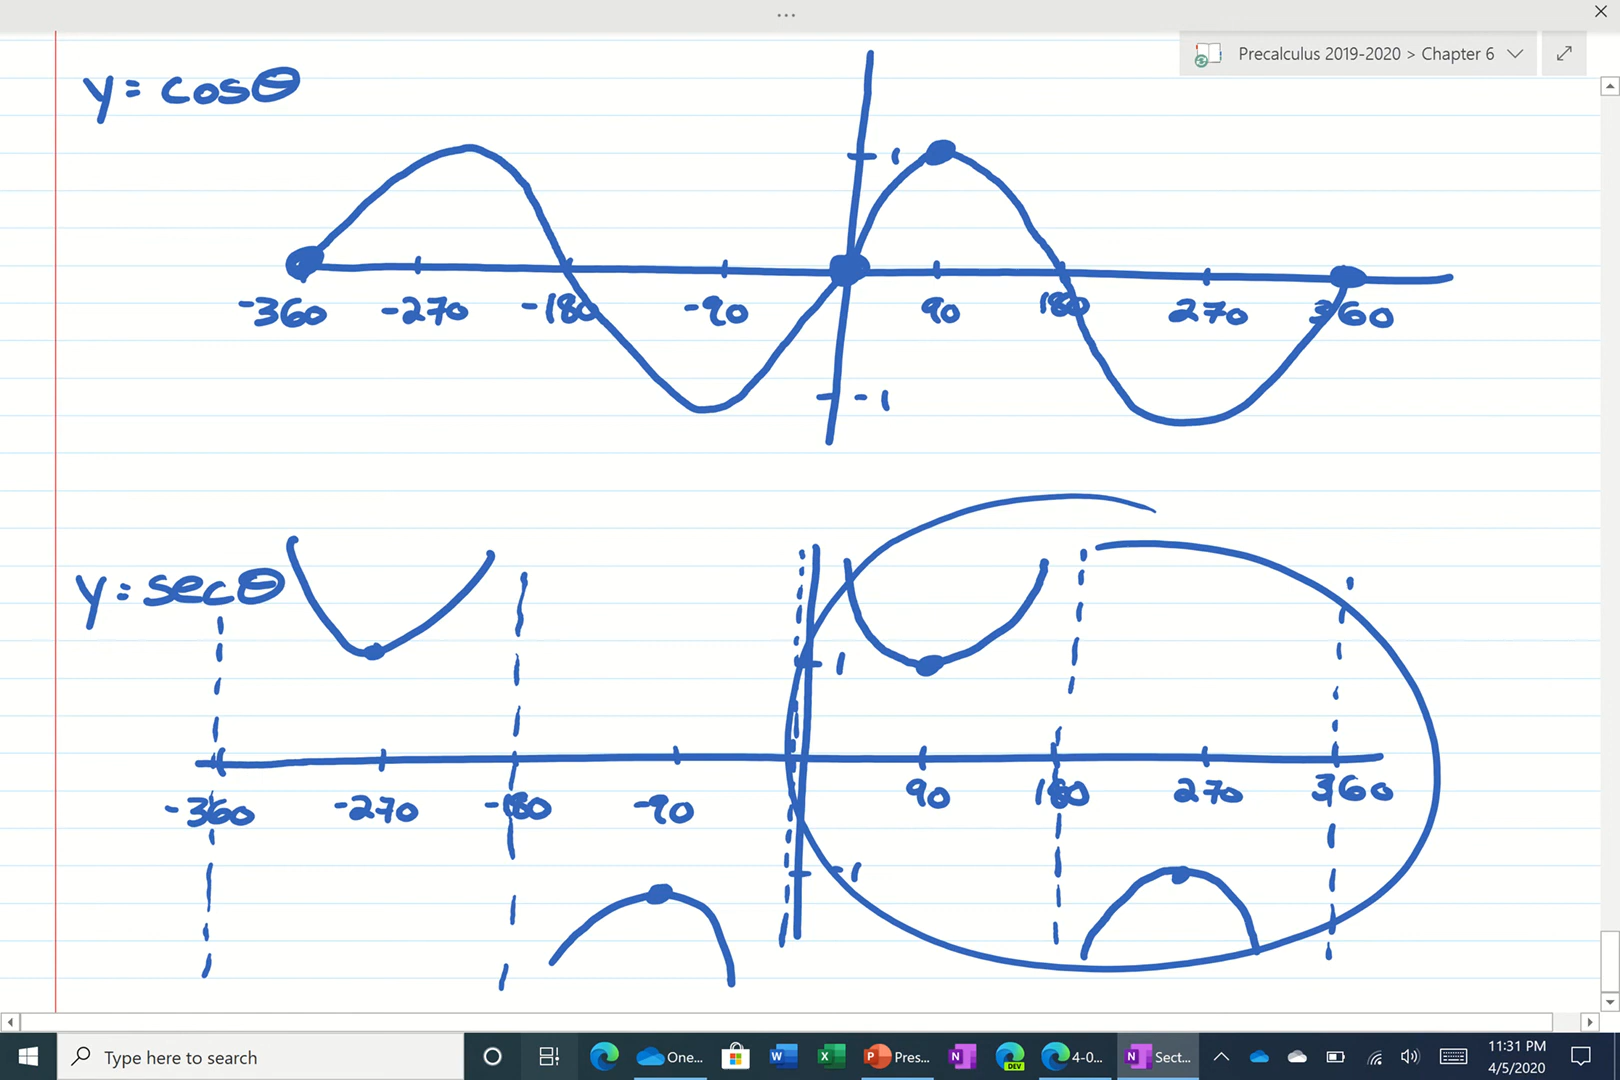 ...
Precalculus 2019-2020 > Chapter 6
y = cosθ
1
-360 -270 -180 -90 90 180 270 360
-1
y = secθ
1
-360 -270 -180 -90 90 180 270 360
-1
Type here to search
One...
Pres...
DEV
4-0...
Sect...
11:31 PM
4/5/2020